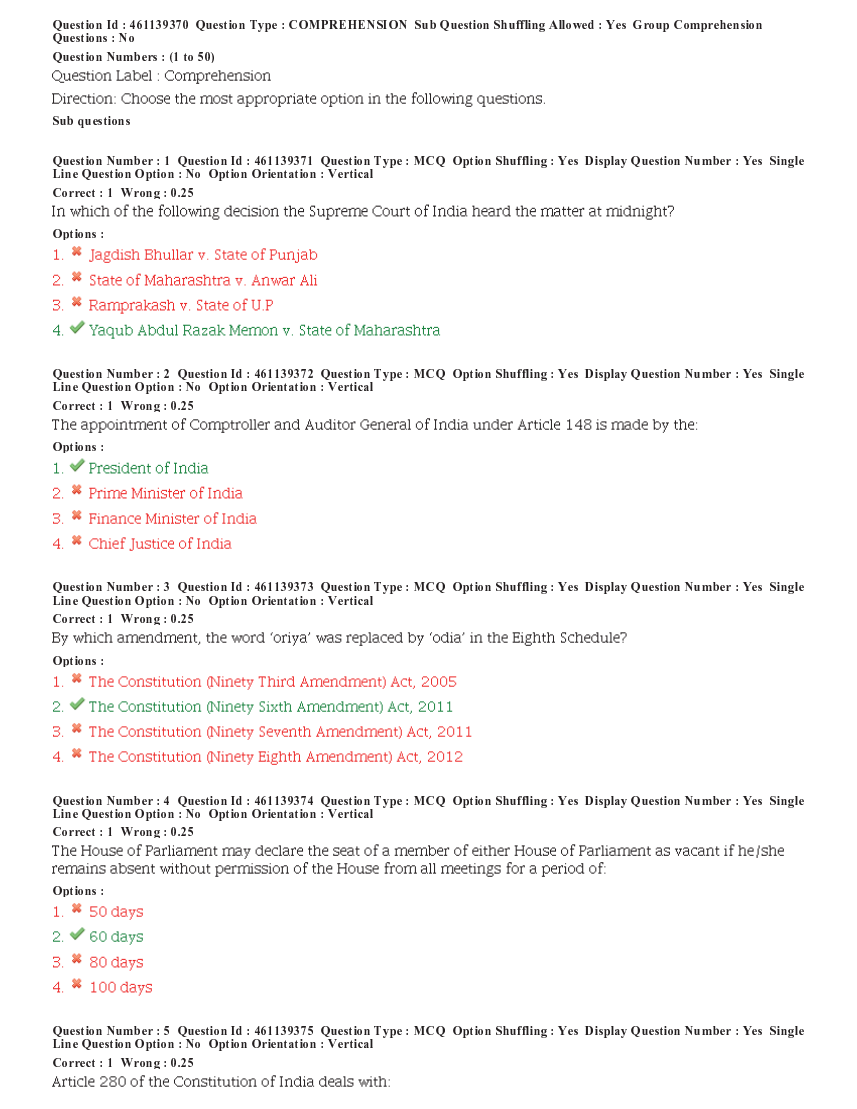 Question Id : 461139370 Question Type : COMPREHENSION Sub Question Shuffling Allowed : Yes Group Comprehension
Questions : No
Question Numbers : (1 to 50)
Question Label : Comprehension
Direction: Choose the most appropriate option in the following questions.
Sub questions
Question Number : 1 Question Id : 461139371 Question Type : MCQ Option Shuffling : Yes Display Question Number : Yes Single
Line Question Option : No Option Orientation : Vertical
Correct : 1 Wrong : 0.25
In which of the following decision the Supreme Court of India heard the matter at midnight?
Options :
1. ✖ Jagdish Bhullar v. State of Punjab
2. ✖ State of Maharashtra v. Anwar Ali
3. ✖ Ramprakash v. State of U.P
4. ✔ Yaqub Abdul Razak Memon v. State of Maharashtra
Question Number : 2 Question Id : 461139372 Question Type : MCQ Option Shuffling : Yes Display Question Number : Yes Single
Line Question Option : No Option Orientation : Vertical
Correct : 1 Wrong : 0.25
The appointment of Comptroller and Auditor General of India under Article 148 is made by the:
Options :
1. ✔ President of India
2. ✖ Prime Minister of India
3. ✖ Finance Minister of India
4. ✖ Chief Justice of India
Question Number : 3 Question Id : 461139373 Question Type : MCQ Option Shuffling : Yes Display Question Number : Yes Single
Line Question Option : No Option Orientation : Vertical
Correct : 1 Wrong : 0.25
By which amendment, the word ‘oriya’ was replaced by ‘odia’ in the Eighth Schedule?
Options :
1. ✖ The Constitution (Ninety Third Amendment) Act, 2005
2. ✔ The Constitution (Ninety Sixth Amendment) Act, 2011
3. ✖ The Constitution (Ninety Seventh Amendment) Act, 2011
4. ✖ The Constitution (Ninety Eighth Amendment) Act, 2012
Question Number : 4 Question Id : 461139374 Question Type : MCQ Option Shuffling : Yes Display Question Number : Yes Single
Line Question Option : No Option Orientation : Vertical
Correct : 1 Wrong : 0.25
The House of Parliament may declare the seat of a member of either House of Parliament as vacant if he/she
remains absent without permission of the House from all meetings for a period of:
Options :
1. ✖ 50 days
2. ✔ 60 days
3. ✖ 80 days
4. ✖ 100 days
Question Number : 5 Question Id : 461139375 Question Type : MCQ Option Shuffling : Yes Display Question Number : Yes Single
Line Question Option : No Option Orientation : Vertical
Correct : 1 Wrong : 0.25
Article 280 of the Constitution of India deals with: